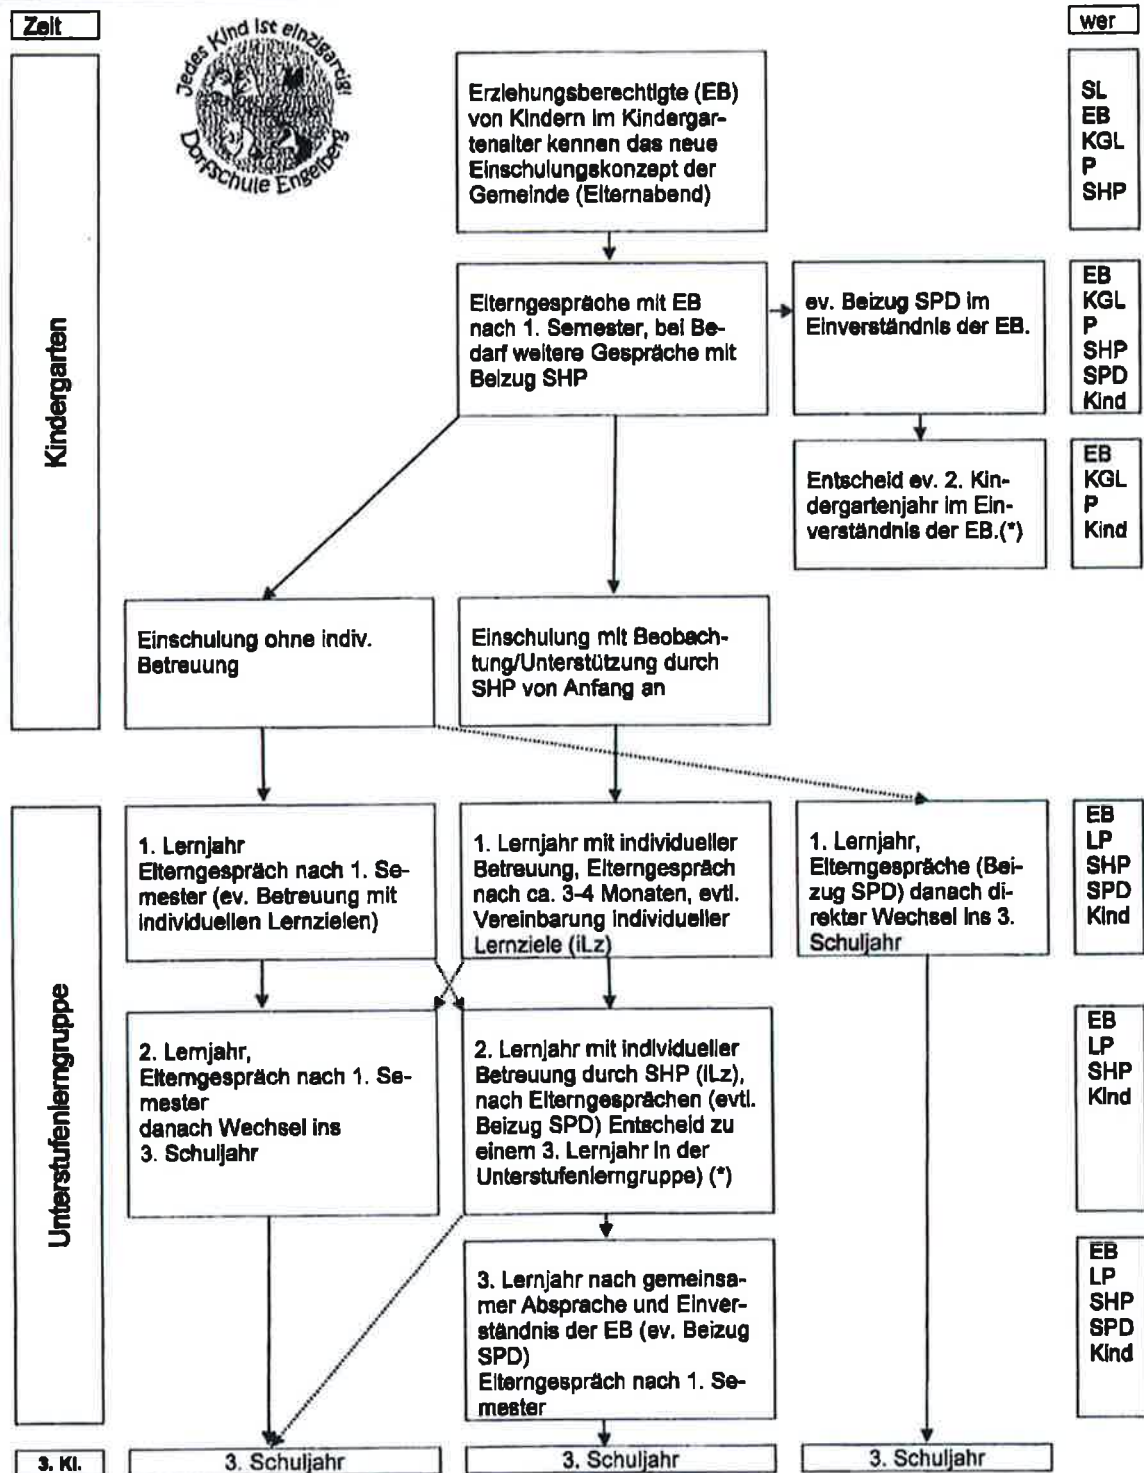 Zeit
wer
Jedes Kind ist einzigartig!
Dorfschule Engelberg
Erziehungsberechtigte (EB)
von Kindern im Kindergar-
tenalter kennen das neue
Einschulungskonzept der
Gemeinde (Elternabend)
SL
EB
KGL
P
SHP
Kindergarten
Elterngespräche mit EB
nach 1. Semester, bei Be-
darf weitere Gespräche mit
Beizug SHP
ev. Beizug SPD im
Einverständnis der EB.
EB
KGL
P
SHP
SPD
Kind
Entscheid ev. 2. Kin-
dergartenjahr im Ein-
verständnis der EB.(*)
EB
KGL
P
Kind
Einschulung ohne indiv.
Betreuung
Einschulung mit Beobach-
tung/Unterstützung durch
SHP von Anfang an
Unterstufenlerngruppe
1. Lernjahr
Elterngespräch nach 1. Se-
mester (ev. Betreuung mit
individuellen Lernzielen)
1. Lernjahr mit individueller
Betreuung, Elterngespräch
nach ca. 3-4 Monaten, evtl.
Vereinbarung individueller
Lernziele (iLz)
1. Lernjahr,
Elterngespräche (Bei-
zug SPD) danach di-
rekter Wechsel ins 3.
Schuljahr
EB
LP
SHP
SPD
Kind
2. Lernjahr,
Elterngespräch nach 1. Se-
mester
danach Wechsel ins
3. Schuljahr
2. Lernjahr mit individueller
Betreuung durch SHP (iLz),
nach Elterngesprächen (evtl.
Beizug SPD) Entscheid zu
einem 3. Lernjahr in der
Unterstufenlerngruppe) (*)
EB
LP
SHP
Kind
3. Lernjahr nach gemeinsa-
mer Absprache und Einver-
ständnis der EB (ev. Beizug
SPD)
Elterngespräch nach 1. Se-
mester
EB
LP
SHP
SPD
Kind
3. Kl.
3. Schuljahr
3. Schuljahr
3. Schuljahr